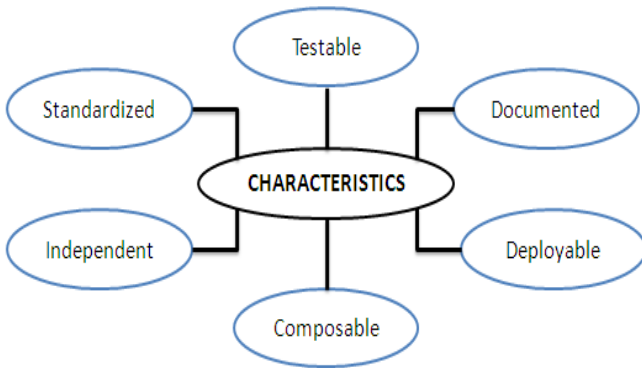 Testable
Standardized
Documented
CHARACTERISTICS
Independent
Deployable
Composable